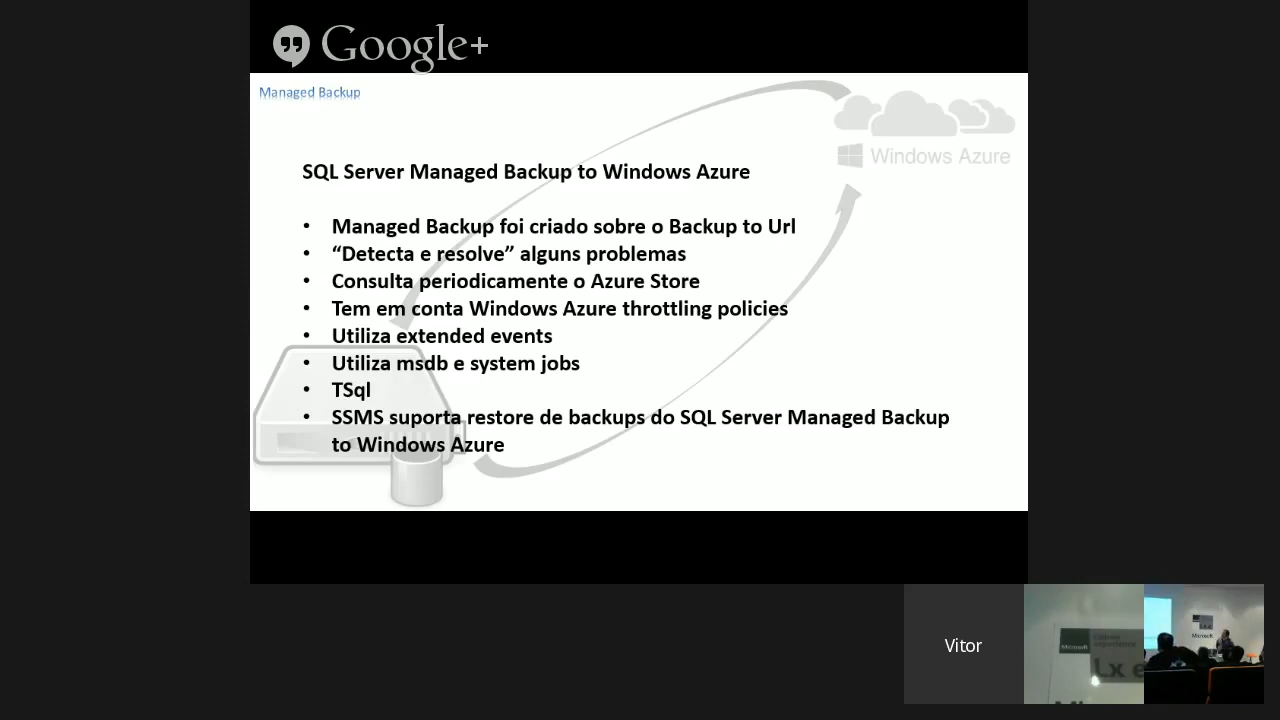 Google+
Managed Backup
Windows Azure
SQL Server Managed Backup to Windows Azure
• Managed Backup foi criado sobre o Backup to Url
• “Detecta e resolve” alguns problemas
• Consulta periodicamente o Azure Store
• Tem em conta Windows Azure throttling policies
• Utiliza extended events
• Utiliza msdb e system jobs
• TSql
• SSMS suporta restore de backups do SQL Server Managed Backup
to Windows Azure
Vitor
Microsoft
Lx e
Microsoft